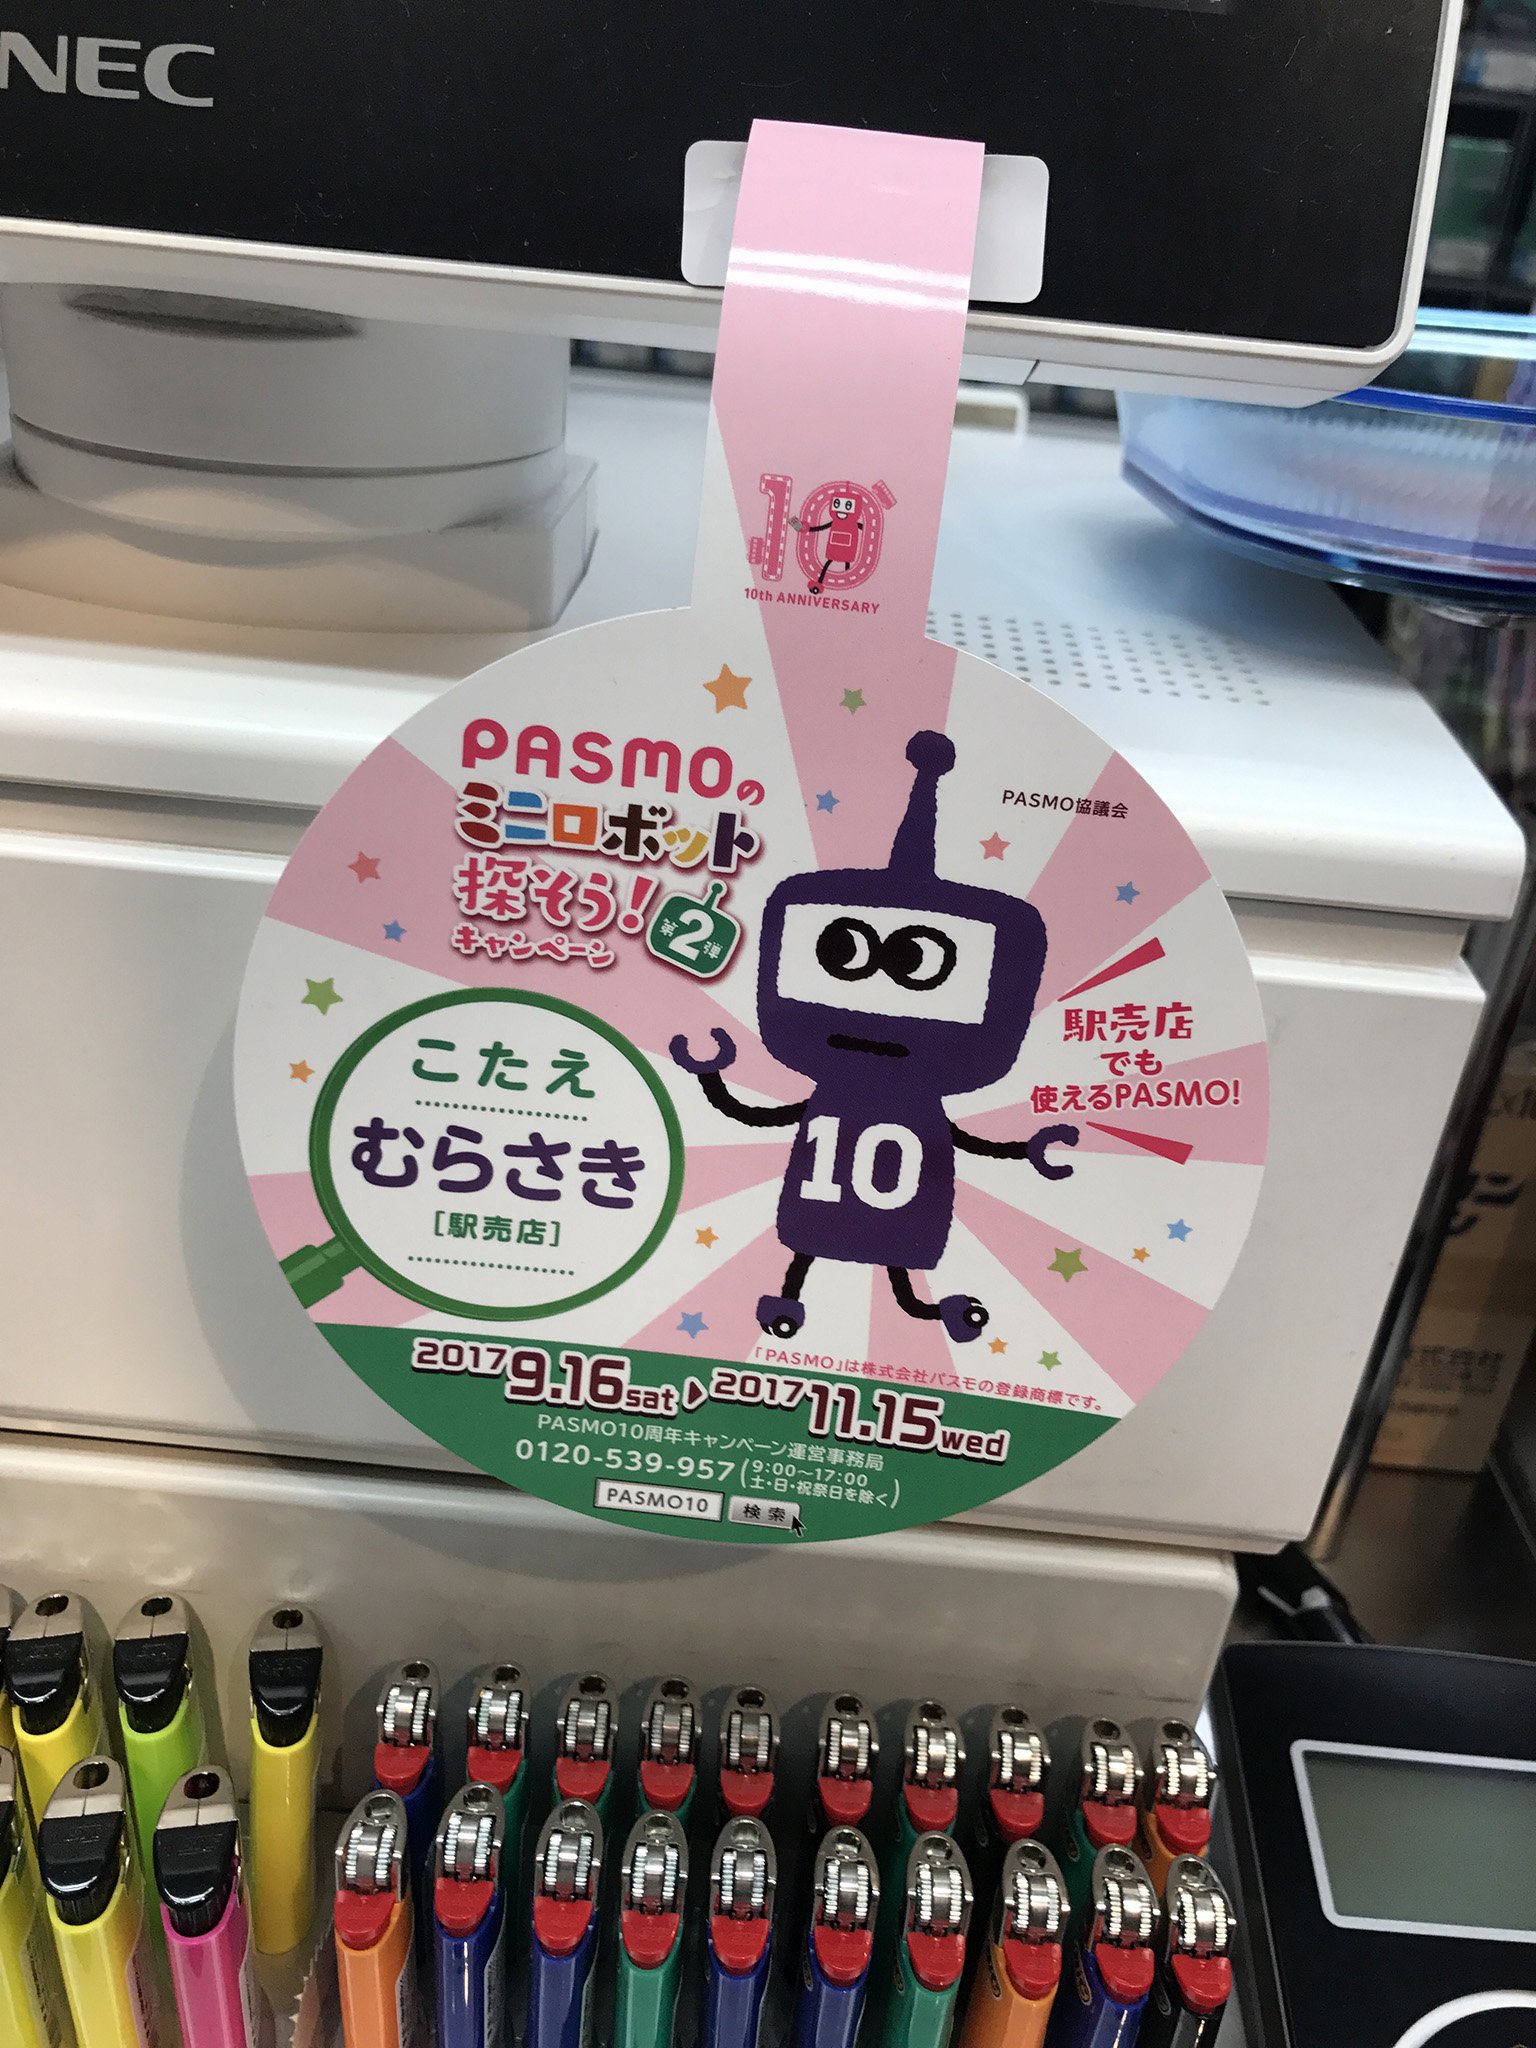 NEC
10
10th ANNIVERSARY
PASMOの
ミニロボット
探そう!
第2弾
キャンペーン
PASMO協議会
こたえ
むらさき
[駅売店]
10
駅売店
でも
使えるPASMO!
「PASMO」は株式会社パスモの登録商標です。
2017 9.16 sat ▶ 2017 11.15 wed
PASMO10周年キャンペーン運営事務局
0120-539-957(9:00～17:00
土・日・祝祭日を除く)
PASMO10 検索